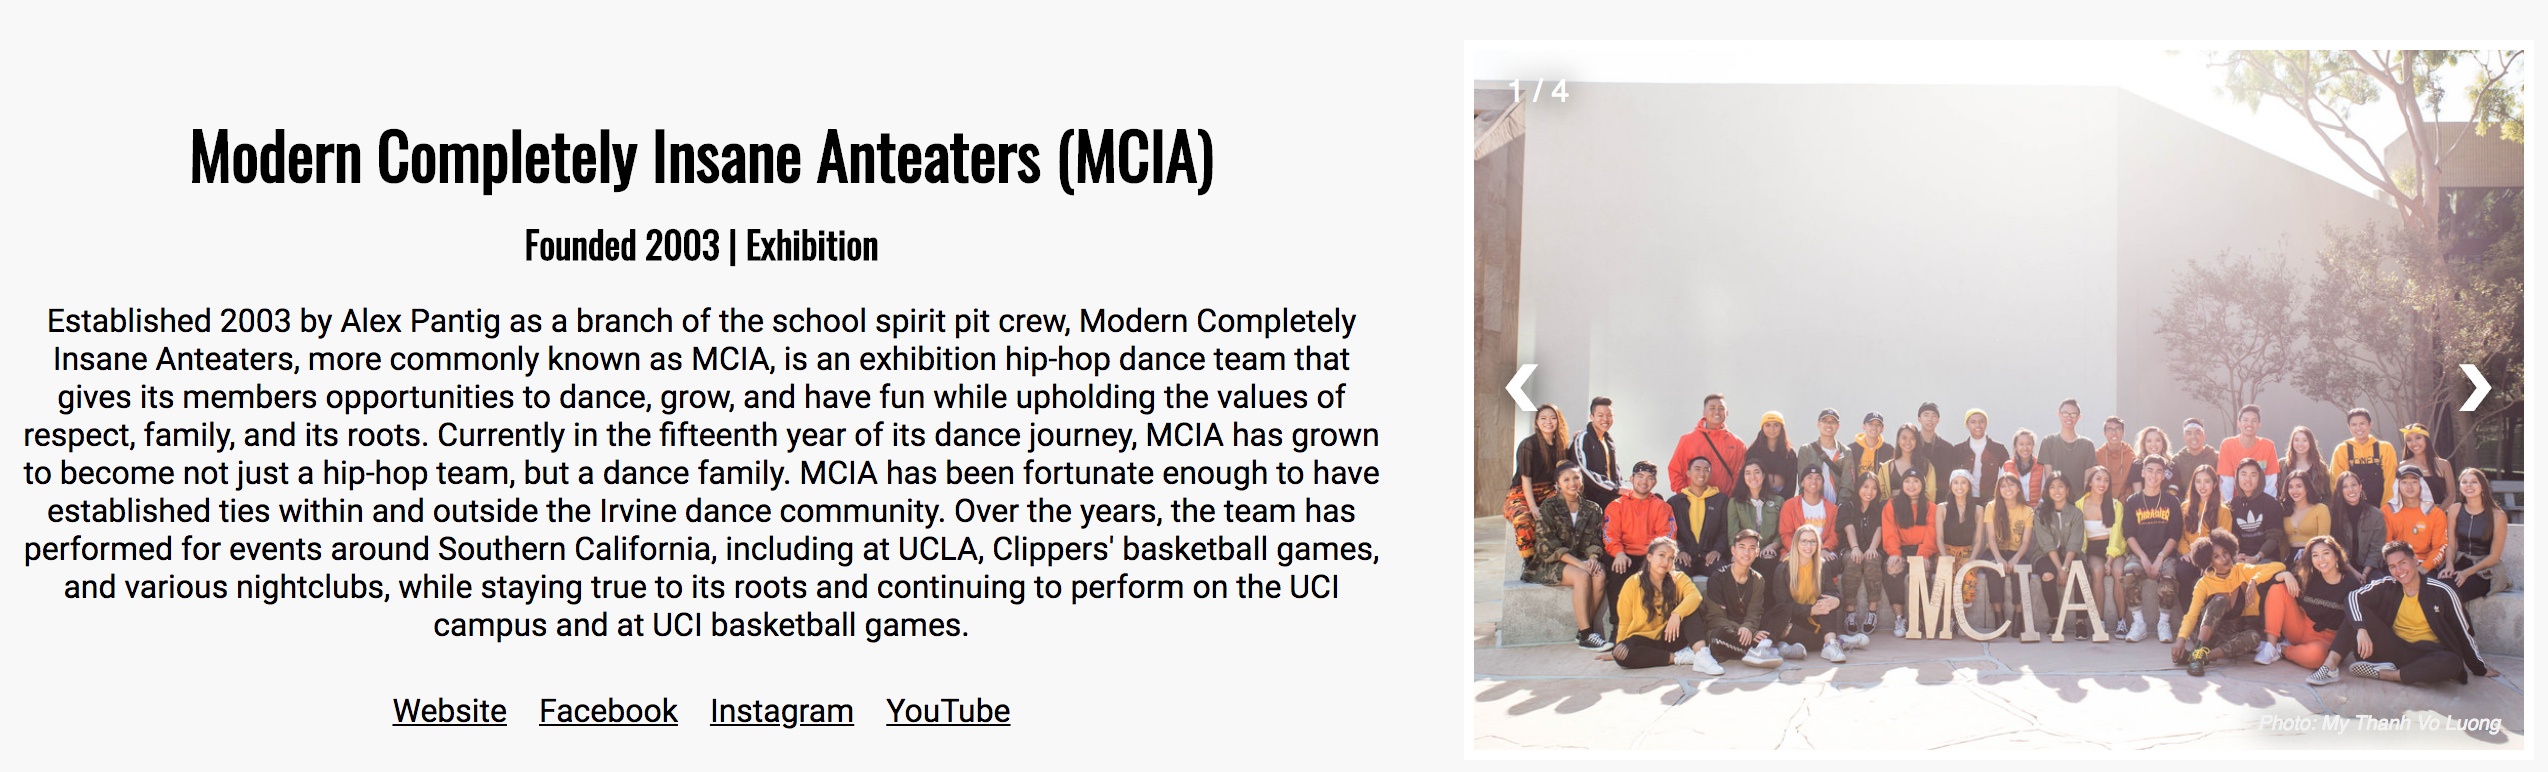 Modern Completely Insane Anteaters (MCIA)
Founded 2003 | Exhibition
Established 2003 by Alex Pantig as a branch of the school spirit pit crew, Modern Completely
Insane Anteaters, more commonly known as MCIA, is an exhibition hip-hop dance team that
gives its members opportunities to dance, grow, and have fun while upholding the values of
respect, family, and its roots. Currently in the fifteenth year of its dance journey, MCIA has grown
to become not just a hip-hop team, but a dance family. MCIA has been fortunate enough to have
established ties within and outside the Irvine dance community. Over the years, the team has
performed for events around Southern California, including at UCLA, Clippers' basketball games,
and various nightclubs, while staying true to its roots and continuing to perform on the UCI
campus and at UCI basketball games.
Website Facebook Instagram YouTube
1 / 4
THRASHER
MCIA
Photo: My Thanh Vo Luong